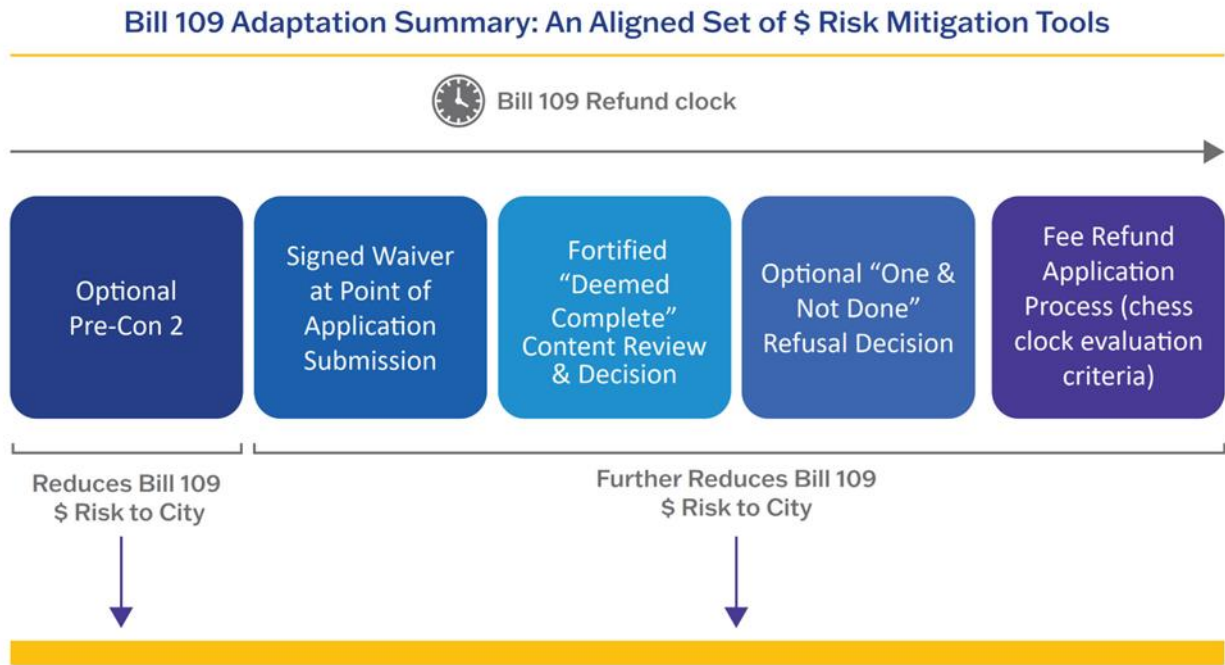 Bill 109 Adaptation Summary: An Aligned Set of $ Risk Mitigation Tools
Bill 109 Refund clock
Optional
Pre-Con 2
Signed Waiver
at Point of
Application
Submission
Fortified
“Deemed
Complete”
Content Review
& Decision
Optional “One &
Not Done”
Refusal Decision
Fee Refund
Application
Process (chess
clock evaluation
criteria)
Reduces Bill 109
$ Risk to City
Further Reduces Bill 109
$ Risk to City